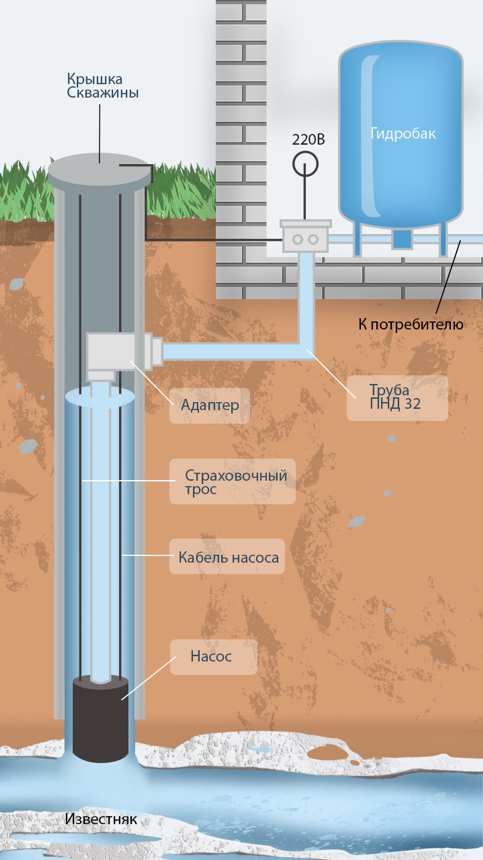 Крышка
Скважины
220В
Гидробак
К потребителю
Труба
ПНД 32
Адаптер
Страховочный
трос
Кабель насоса
Насос
Известняк